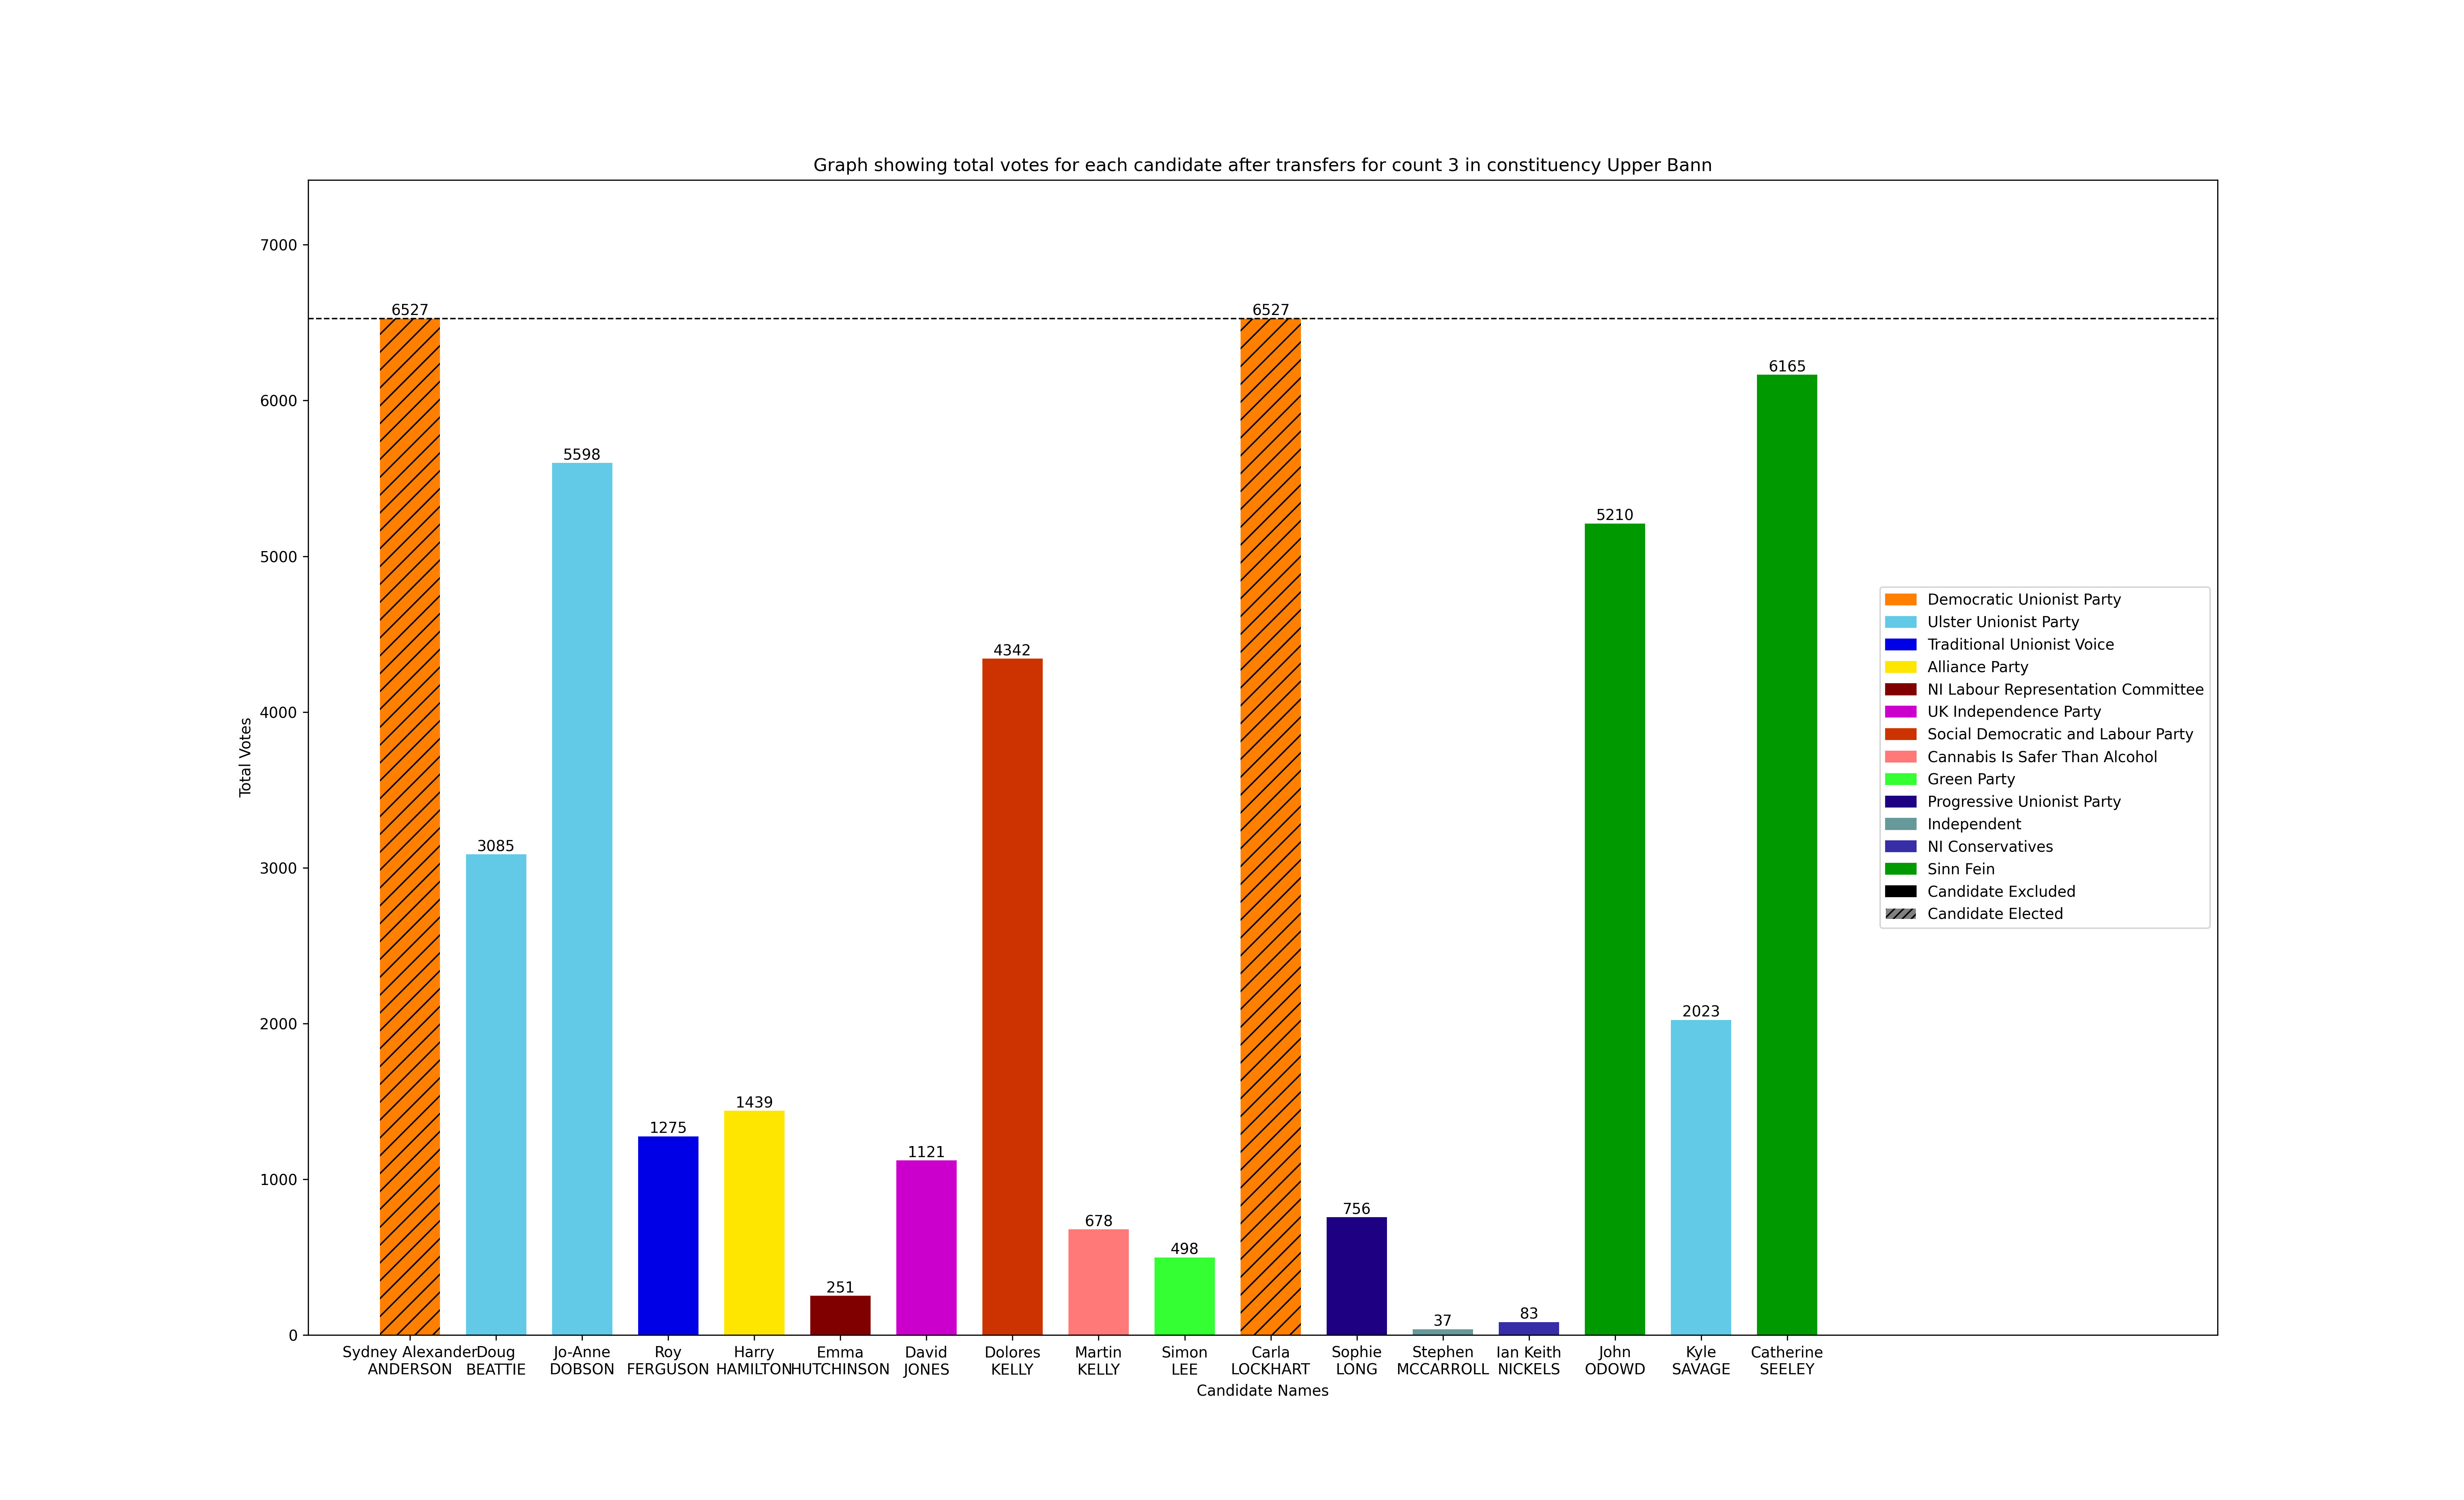 Graph showing total votes for each candidate after transfers for count 3 in constituency Upper Bann
Total Votes
7000
6000
5000
4000
3000
2000
1000
0
6527
3085
5598
1275
1439
251
1121
4342
678
498
6527
756
37
83
5210
2023
6165
Democratic Unionist Party
Ulster Unionist Party
Traditional Unionist Voice
Alliance Party
NI Labour Representation Committee
UK Independence Party
Social Democratic and Labour Party
Cannabis Is Safer Than Alcohol
Green Party
Progressive Unionist Party
Independent
NI Conservatives
Sinn Fein
Candidate Excluded
Candidate Elected
Sydney Alexander
ANDERSON
Doug
BEATTIE
Jo-Anne
DOBSON
Roy
FERGUSON
Harry
HAMILTON
Emma
HUTCHINSON
David
JONES
Dolores
KELLY
Martin
KELLY
Simon
LEE
Carla
LOCKHART
Sophie
LONG
Stephen
MCCARROLL
Ian Keith
NICKELS
John
ODOWD
Kyle
SAVAGE
Catherine
SEELEY
Candidate Names